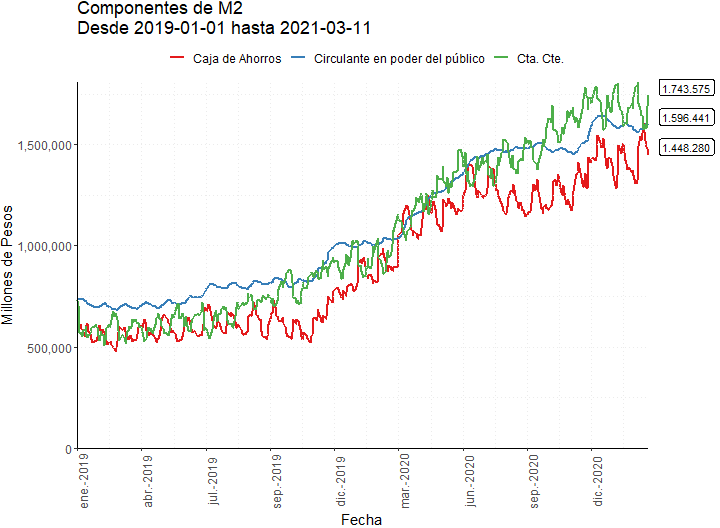 Componentes de M2
Desde 2019-01-01 hasta 2021-03-11
Caja de Ahorros Circulante en poder del público Cta. Cte.
1.743.575
1.596.441
1.448.280
1,500,000
1,000,000
500,000
0
Millones de Pesos
ene.-2019 abr.-2019 jul.-2019 sep.-2019 dic.-2019 mar.-2020 jun.-2020 sep.-2020 dic.-2020
Fecha